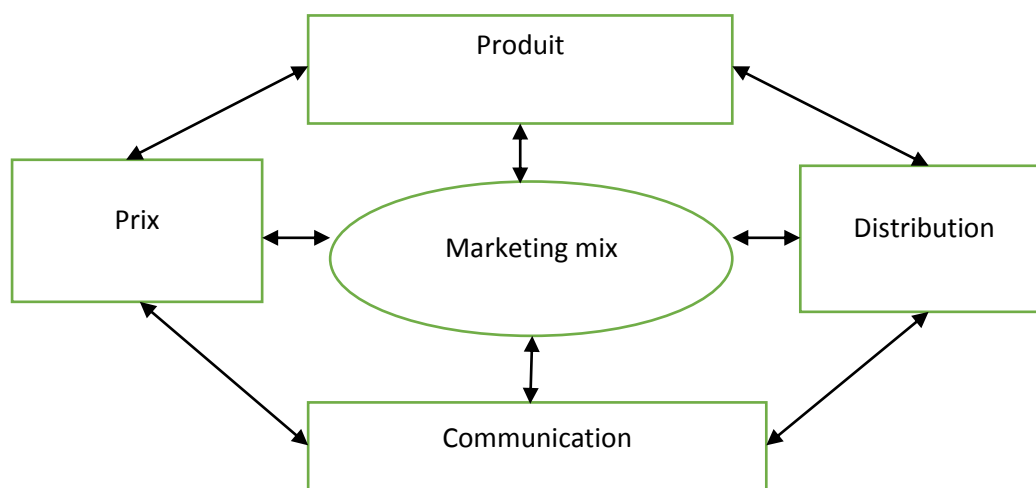 Produit
Prix
Marketing mix
Distribution
Communication